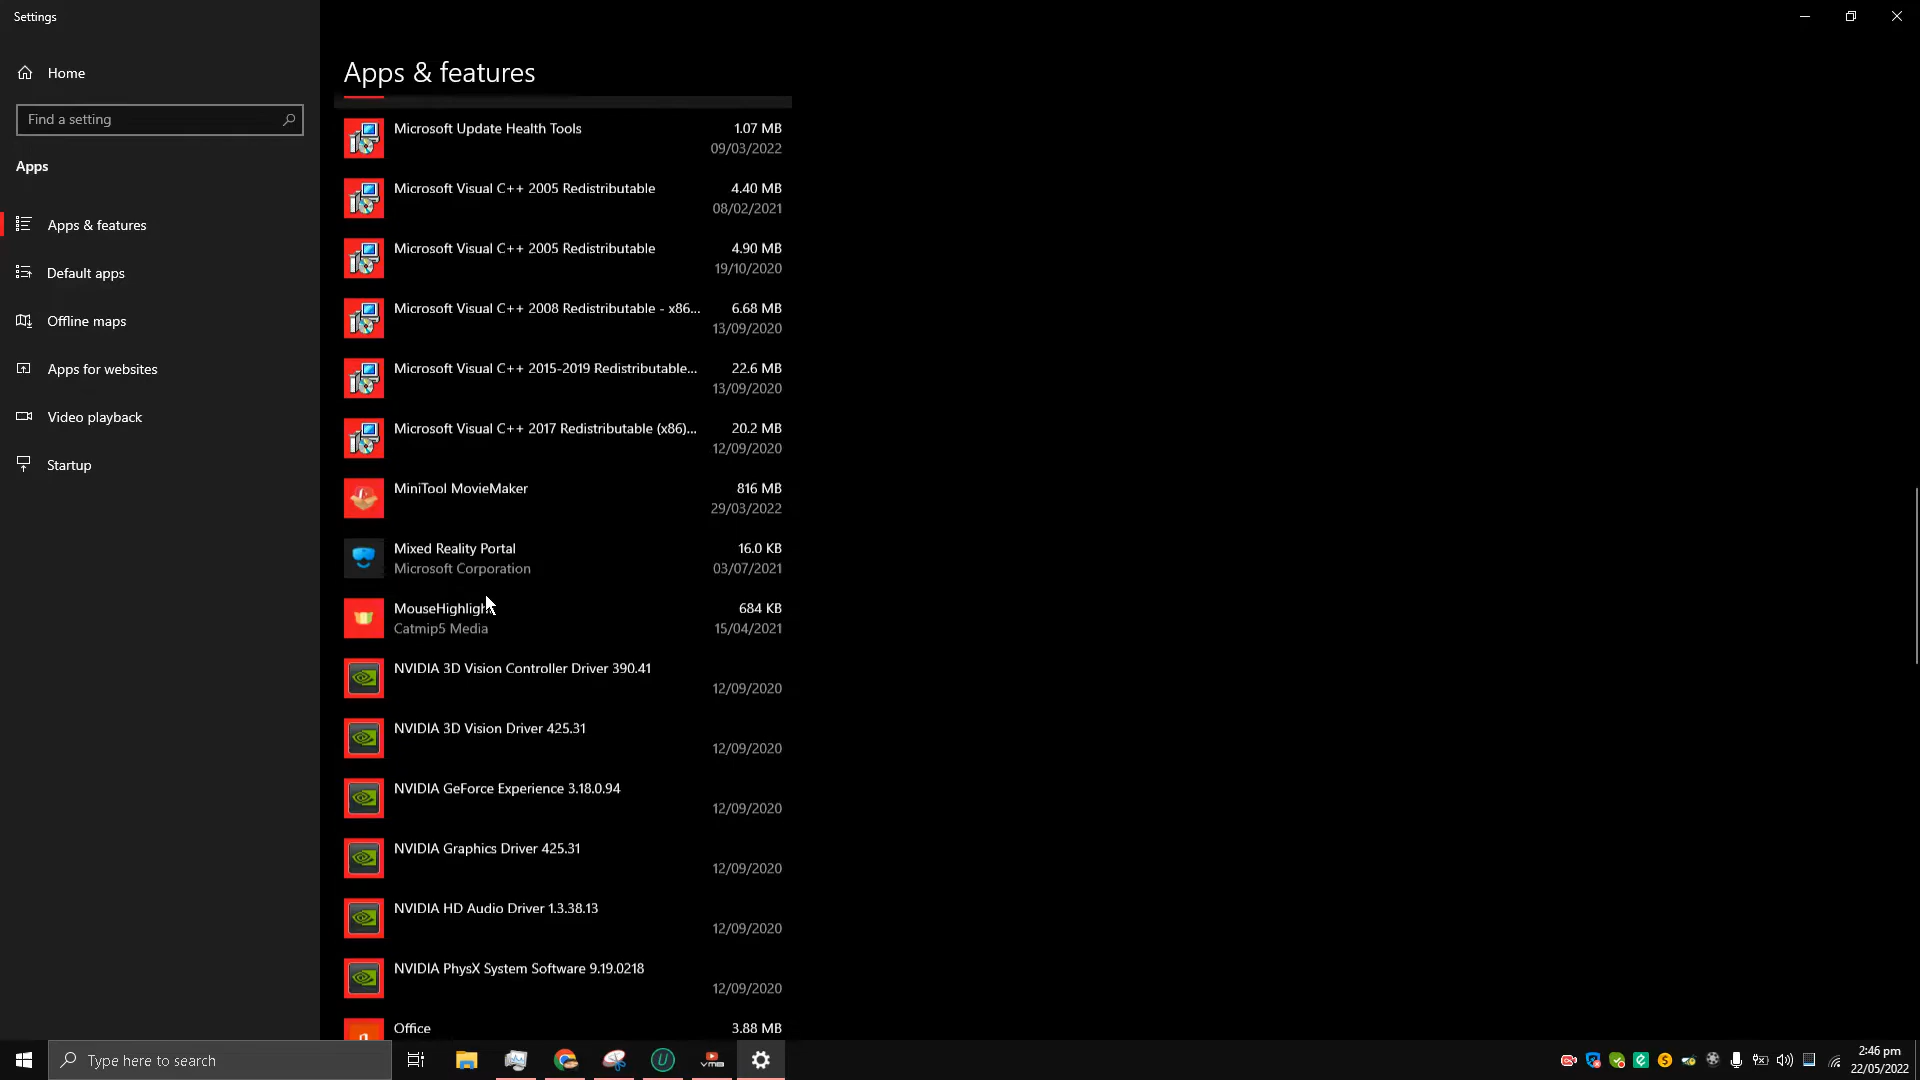 Settings
Home
Find a setting
Apps
Apps & features
Default apps
Offline maps
Apps for websites
Video playback
Startup
Apps & features
Microsoft Update Health Tools 1.07 MB
09/03/2022
Microsoft Visual C++ 2005 Redistributable 4.40 MB
08/02/2021
Microsoft Visual C++ 2005 Redistributable 4.90 MB
19/10/2020
Microsoft Visual C++ 2008 Redistributable - x86... 6.68 MB
13/09/2020
Microsoft Visual C++ 2015-2019 Redistributable... 22.6 MB
13/09/2020
Microsoft Visual C++ 2017 Redistributable (x86)... 20.2 MB
12/09/2020
MiniTool MovieMaker 816 MB
29/03/2022
Mixed Reality Portal 16.0 KB
Microsoft Corporation 03/07/2021
684 KB
Catmip5 Media 15/04/2021
NVIDIA 3D Vision Controller Driver 390.41
12/09/2020
NVIDIA 3D Vision Driver 425.31
12/09/2020
NVIDIA GeForce Experience 3.18.0.94
12/09/2020
NVIDIA Graphics Driver 425.31
12/09/2020
NVIDIA HD Audio Driver 1.3.38.13
12/09/2020
NVIDIA PhysX System Software 9.19.0218
12/09/2020
Office 3.88 MB
Type here to search
2:46 pm
22/05/2022